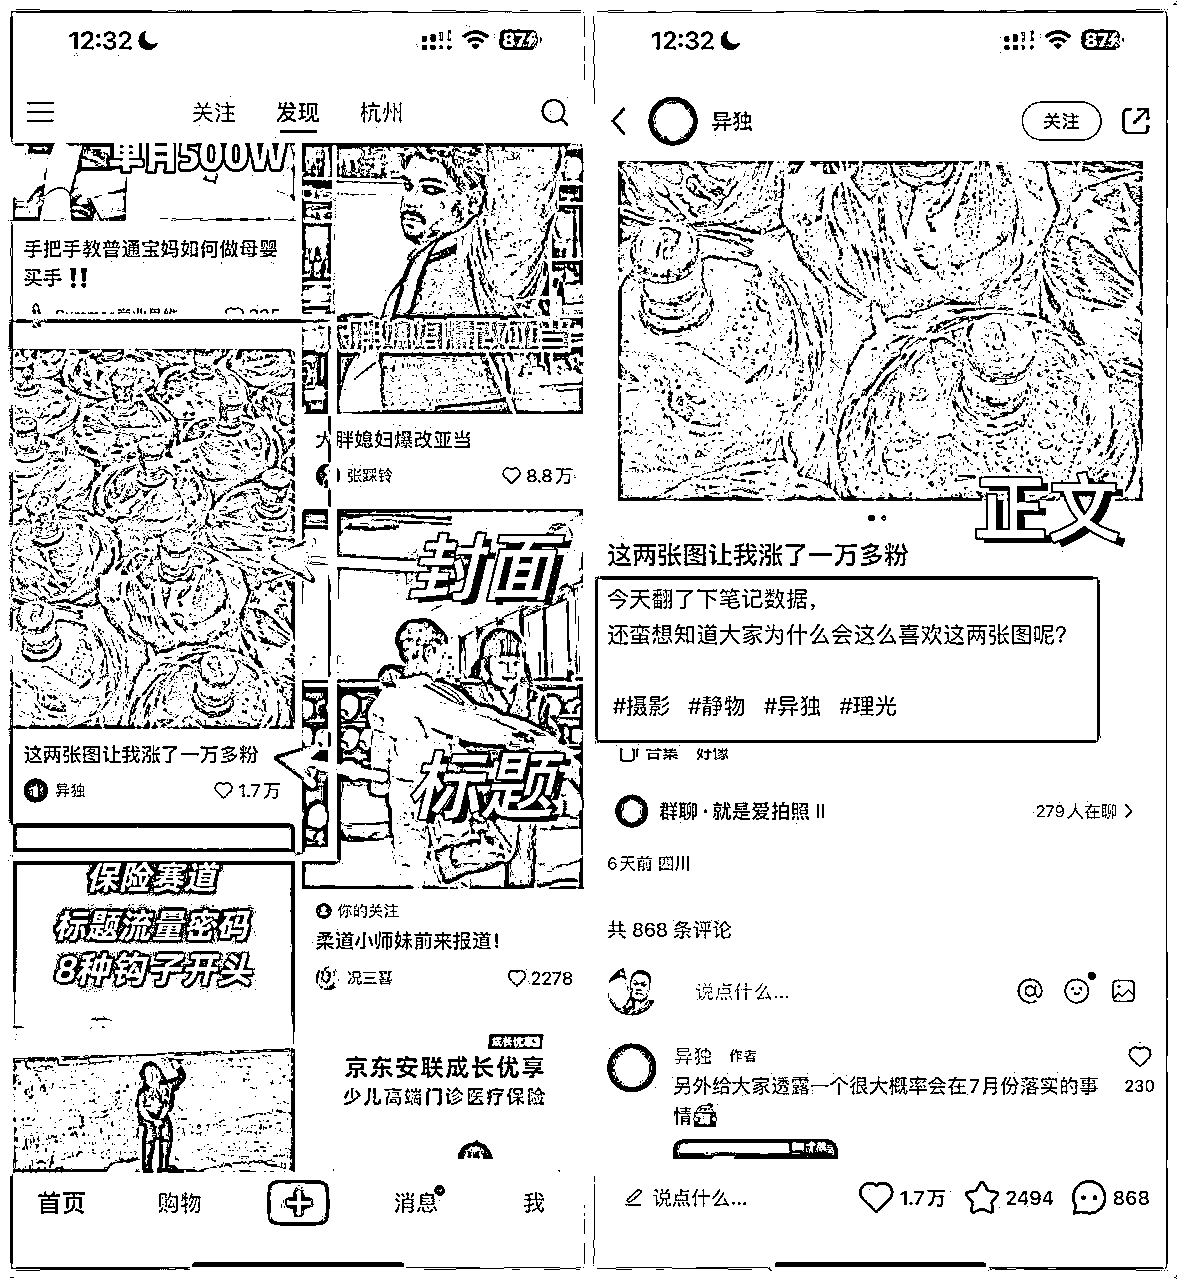 12:32
87
关注 发现 杭州
单月500W
手把手教普通宝妈如何做母婴
买手!!
大胖媳妇爆改亚当
张踩铃 8.8万
封面
标题
这两张图让我涨了一万多粉
异独 1.7万
保险赛道
标题流量密码
8种钩子开头
你的关注
柔道小师妹前来报道!
况三喜 2278
成长优享
京东安联成长优享
少儿高端门诊医疗保险
首页 购物 消息 我
12:32
87
异独 关注
正文
这两张图让我涨了一万多粉
今天翻了下笔记数据,
还蛮想知道大家为什么会这么喜欢这两张图呢?
#摄影 #静物 #异独 #理光
合集 好像
群聊·就是爱拍照 II 279人在聊
6天前 四川
共 868 条评论
说点什么...
异独 作者
另外给大家透露一个很大概率会在7月份落实的事
情
230
说点什么... 1.7万 2494 868